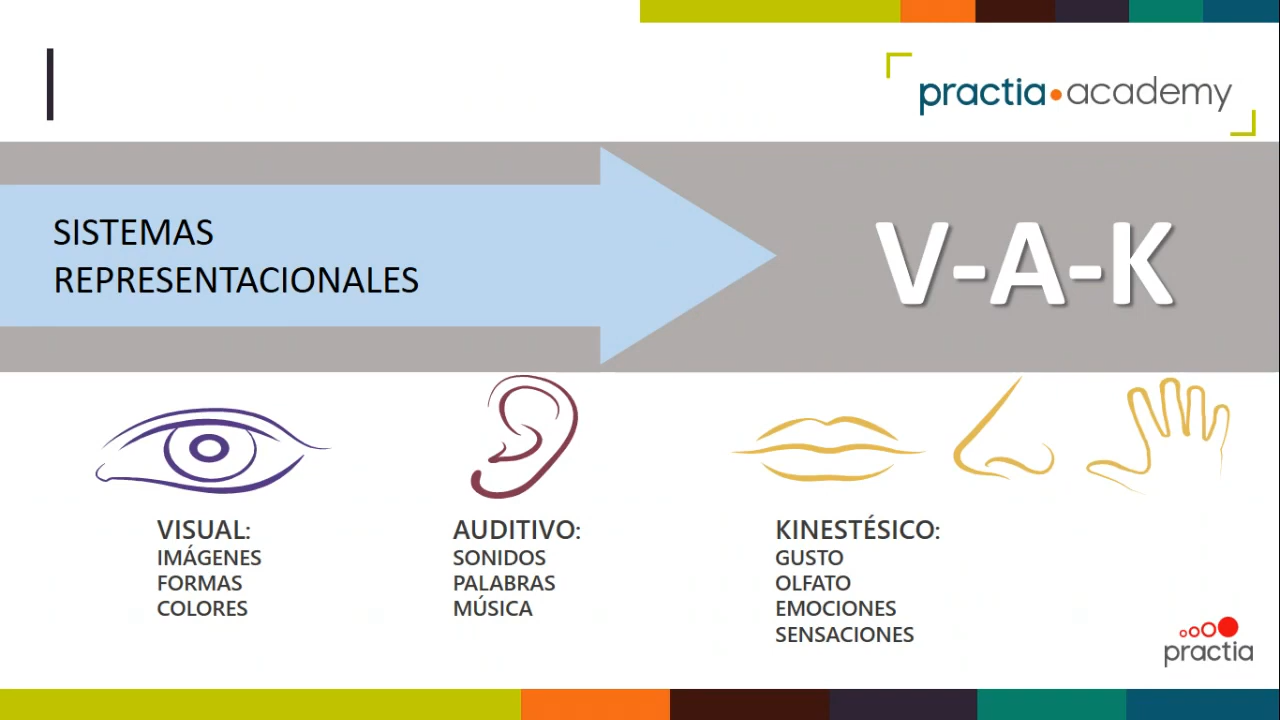 practia•academy
SISTEMAS
REPRESENTACIONALES
V-A-K
VISUAL:
IMÁGENES
FORMAS
COLORES
AUDITIVO:
SONIDOS
PALABRAS
MÚSICA
KINESTÉSICO:
GUSTO
OLFATO
EMOCIONES
SENSACIONES
practia